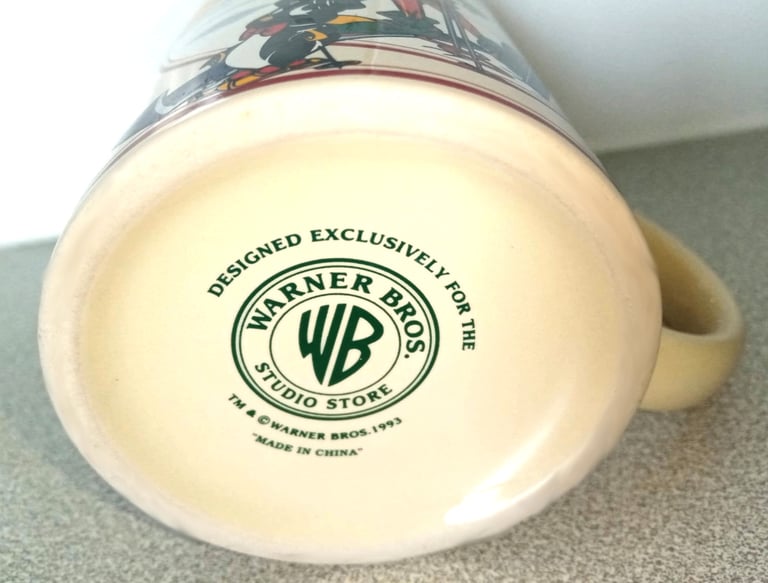 DESIGNED EXCLUSIVELY FOR THE
WARNER BROS.
WB
STUDIO STORE
TM & © WARNER BROS. 1993
"MADE IN CHINA"